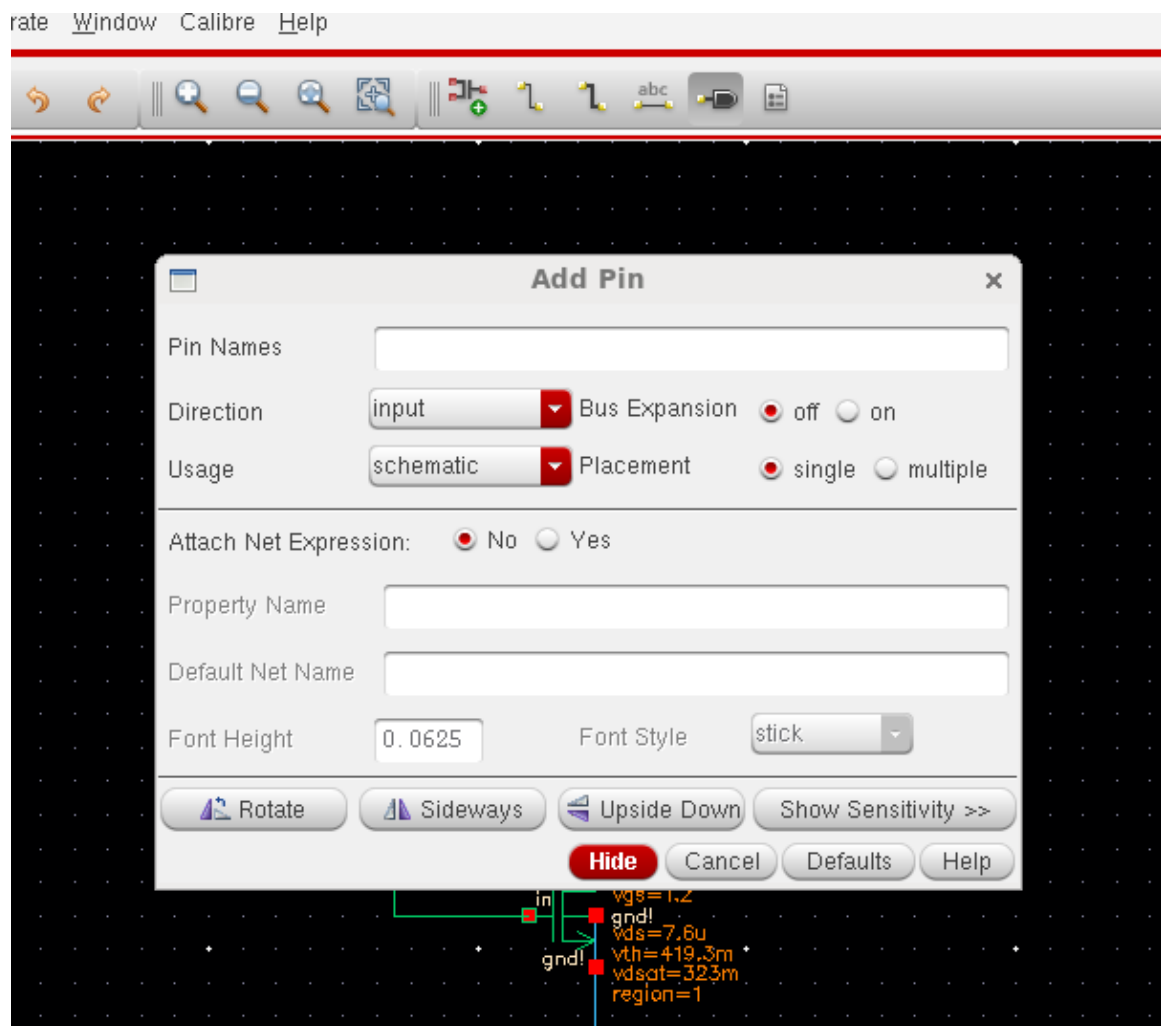 rate Window Calibre Help
abc
Add Pin
Pin Names
Direction input Bus Expansion off on
Usage schematic Placement single multiple
Attach Net Expression: No Yes
Property Name
Default Net Name
Font Height 0.0625 Font Style stick
Rotate Sideways Upside Down Show Sensitivity >>
Hide Cancel Defaults Help
in vgs=1.2
gnd!
vds=7.6u
gnd! vth=419.3m
vdsat=323m
region=1